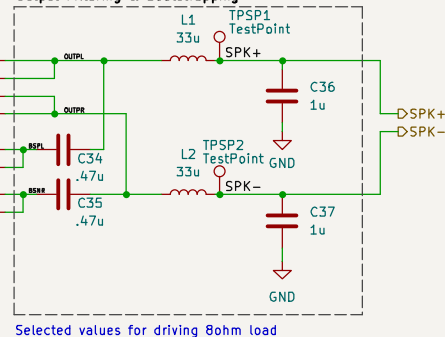 L1
33u
TPSP1
TestPoint
OUTPL
SPK+
C36
1u
OUTPR
SPK+
SPK-
GND
BSPL
C34
.47u
L2
33u
TPSP2
TestPoint
BSNR
SPK-
C35
.47u
C37
1u
GND
Selected values for driving 8ohm load